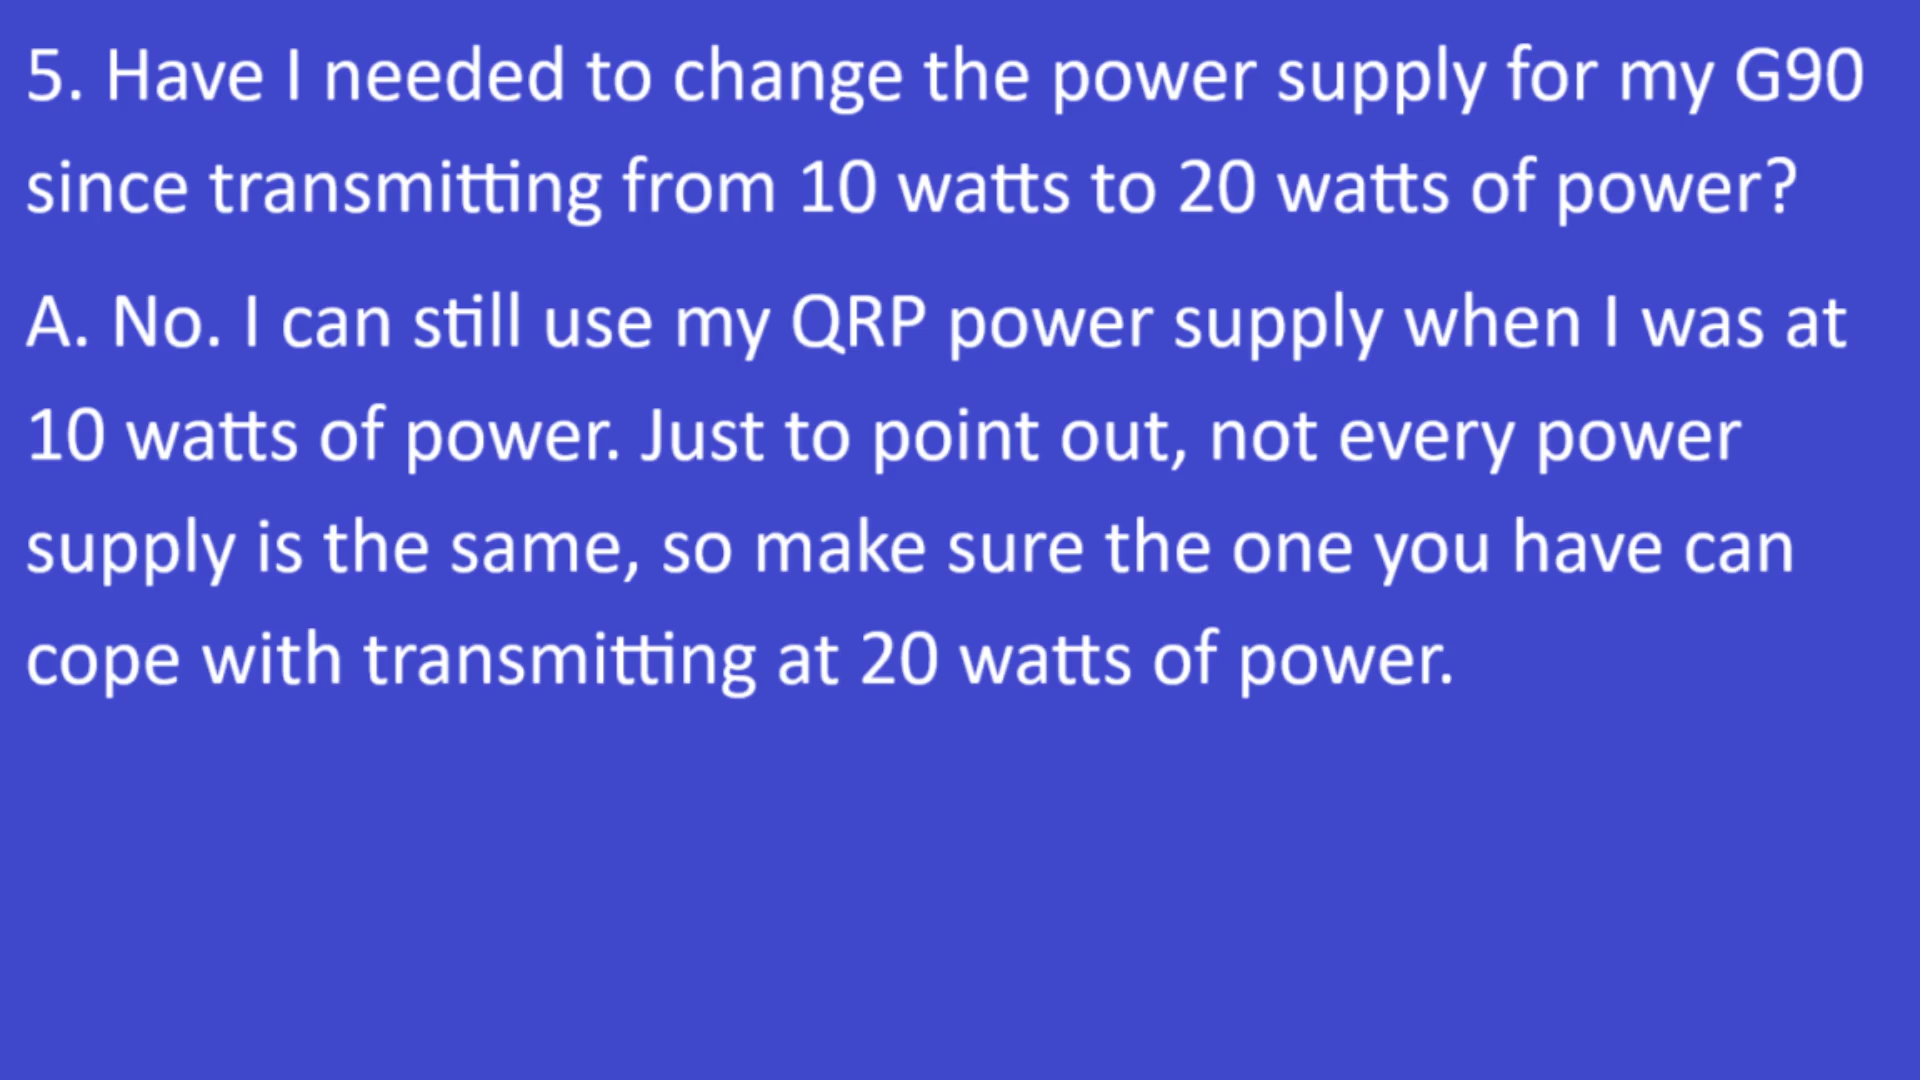 5. Have I needed to change the power supply for my G90
since transmitting from 10 watts to 20 watts of power?
A. No. I can still use my QRP power supply when I was at
10 watts of power. Just to point out, not every power
supply is the same, so make sure the one you have can
cope with transmitting at 20 watts of power.